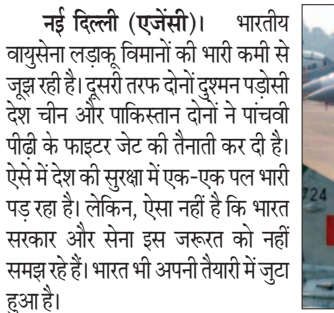 नई दिल्ली (एजेंसी)। भारतीय
वायुसेना लड़ाकू विमानों की भारी कमी से
जूझ रही है। दूसरी तरफ दोनों दुश्मन पड़ोसी
देश चीन और पाकिस्तान दोनों ने पांचवी
पीढ़ी के फाइटर जेट की तैनाती कर दी है।
ऐसे में देश की सुरक्षा में एक-एक पल भारी
पड़ रहा है। लेकिन, ऐसा नहीं है कि भारत
सरकार और सेना इस जरूरत को नहीं
समझ रहे हैं। भारत भी अपनी तैयारी में जुटा
हुआ है।
724